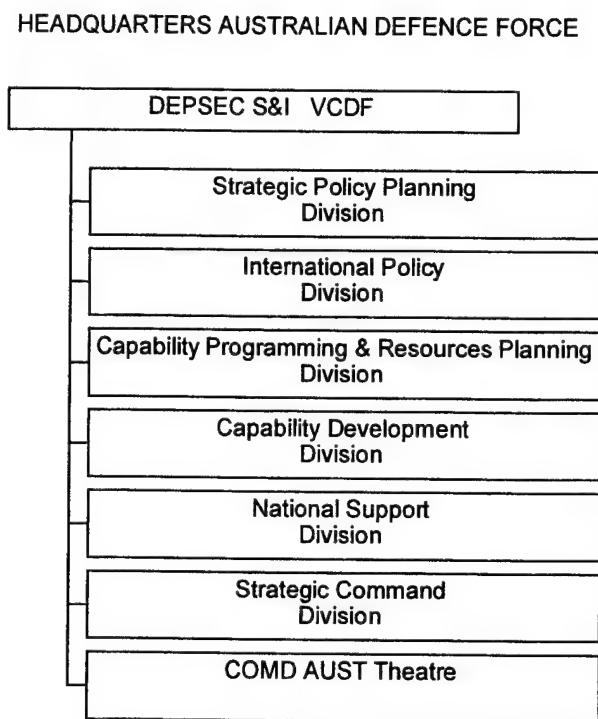 HEADQUARTERS AUSTRALIAN DEFENCE FORCE
DEPSEC S&I VCDF
Strategic Policy Planning
Division
International Policy
Division
Capability Programming & Resources Planning
Division
Capability Development
Division
National Support
Division
Strategic Command
Division
COMD AUST Theatre